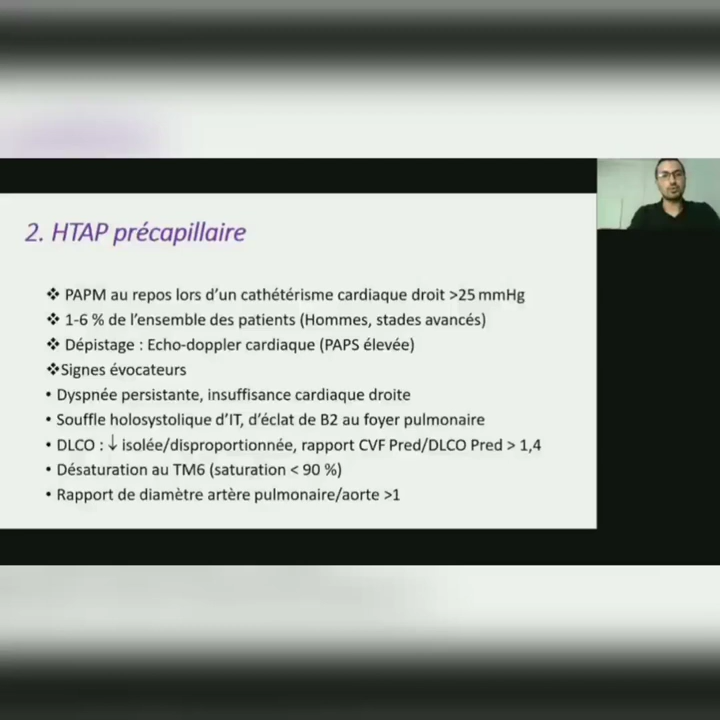 2. HTAP précapillaire
❖ PAPM au repos lors d’un cathétérisme cardiaque droit >25 mmHg
❖ 1-6 % de l’ensemble des patients (Hommes, stades avancés)
❖ Dépistage : Echo-doppler cardiaque (PAPS élevée)
❖Signes évocateurs
• Dyspnée persistante, insuffisance cardiaque droite
• Souffle holosystolique d’IT, d’éclat de B2 au foyer pulmonaire
• DLCO : ↓ isolée/disproportionnée, rapport CVF Pred/DLCO Pred > 1,4
• Désaturation au TM6 (saturation < 90 %)
• Rapport de diamètre artère pulmonaire/aorte >1